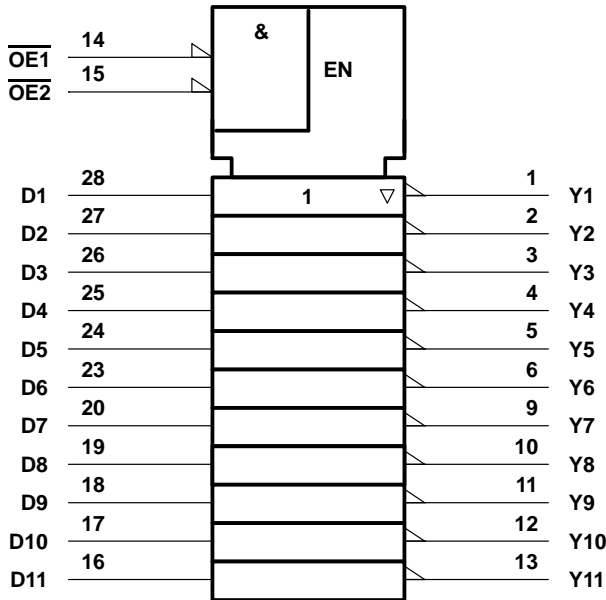 14 &
OE1
15 EN
OE2
28 1
D1 1 ▽ Y1
27 2
D2 Y2
26 3
D3 Y3
25 4
D4 Y4
24 5
D5 Y5
23 6
D6 Y6
20 9
D7 Y7
19 10
D8 Y8
18 11
D9 Y9
17 12
D10 Y10
16 13
D11 Y11